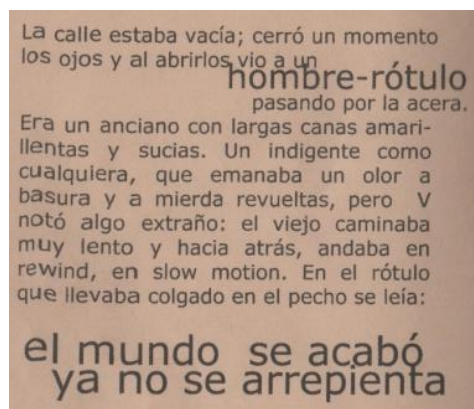 La calle estaba vacía; cerró un momento
los ojos y al abrirlos vio a un
hombre-rótulo
pasando por la acera.
Era un anciano con largas canas amari-
llentas y sucias. Un indigente como
cualquiera, que emanaba un olor a
basura y a mierda revueltas, pero V
notó algo extraño: el viejo caminaba
muy lento y hacia atrás, andaba en
rewind, en slow motion. En el rótulo
que llevaba colgado en el pecho se leía:
el mundo se acabó
ya no se arrepienta